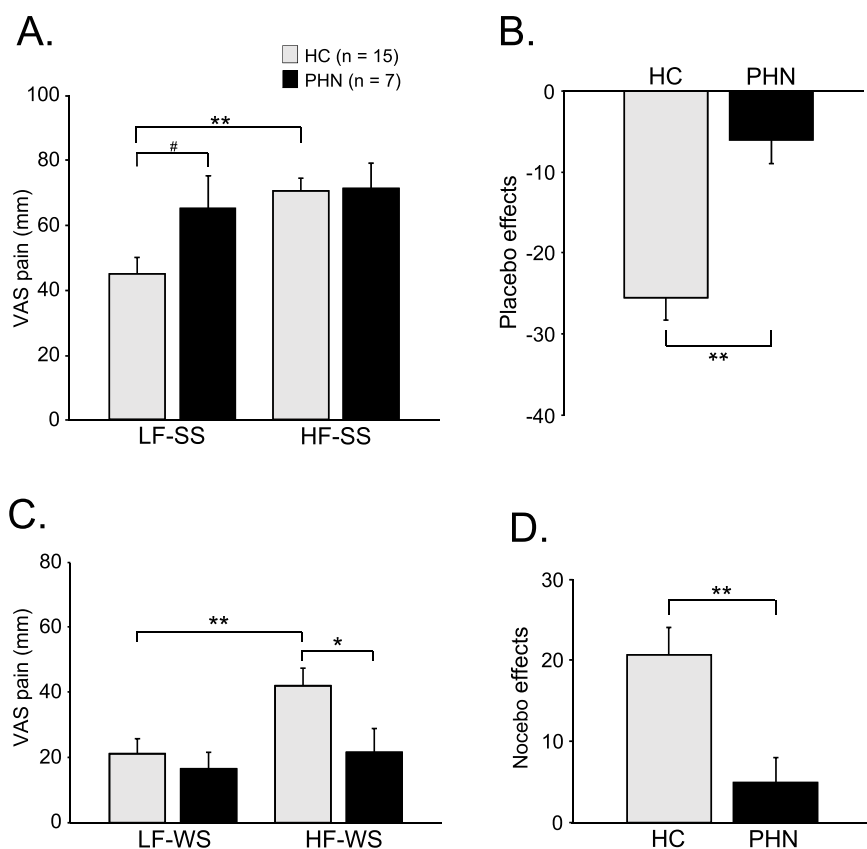 A.
HC (n = 15)
PHN (n = 7)
VAS pain (mm)
100
80
60
40
20
0
**
#
LF-SS
HF-SS
B.
HC
PHN
Placebo effects
0
-10
-20
-30
-40
**
C.
VAS pain (mm)
80
60
40
20
0
**
*
LF-WS
HF-WS
D.
Nocebo effects
30
20
10
0
**
HC
PHN